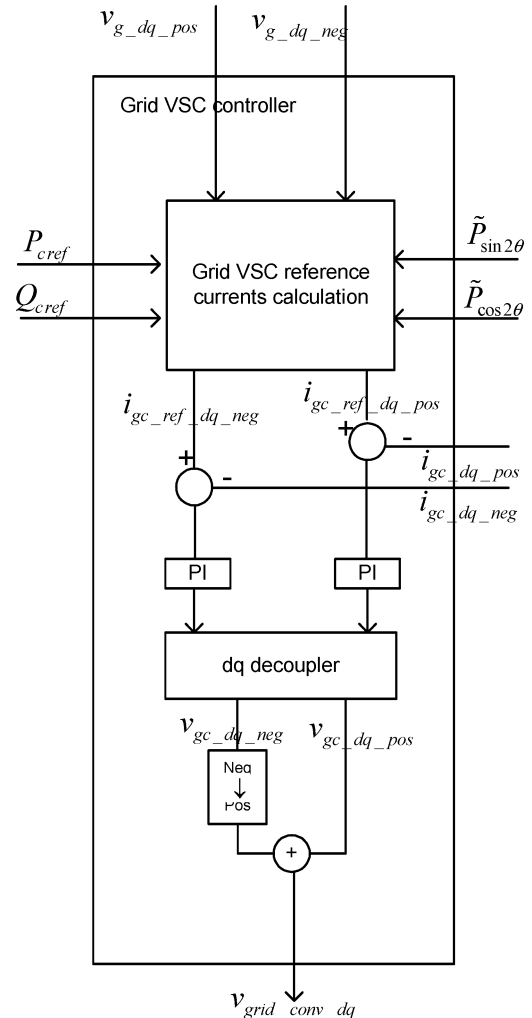 v_g_dq_pos
v_g_dq_neg
Grid VSC controller
P_cref
Q_cref
Grid VSC reference
currents calculation
P̃_sin2θ
P̃_cos2θ
i_gc_ref_dq_neg
i_gc_ref_dq_pos
+
-
+
-
i_gc_dq_pos
i_gc_dq_neg
PI
PI
dq decoupler
v_gc_dq_neg
v_gc_dq_pos
Neg
↓
Pos
+
v_grid_conv_dq